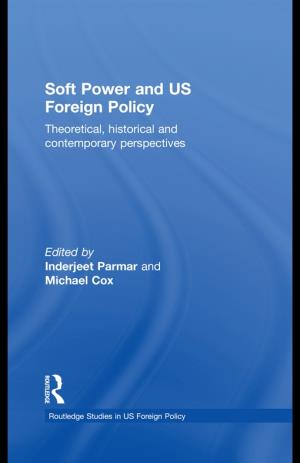 Soft Power and US
Foreign Policy
Theoretical, historical and
contemporary perspectives
Edited by
Inderjeet Parmar and
Michael Cox
ROUTLEDGE
Routledge Studies in US Foreign Policy